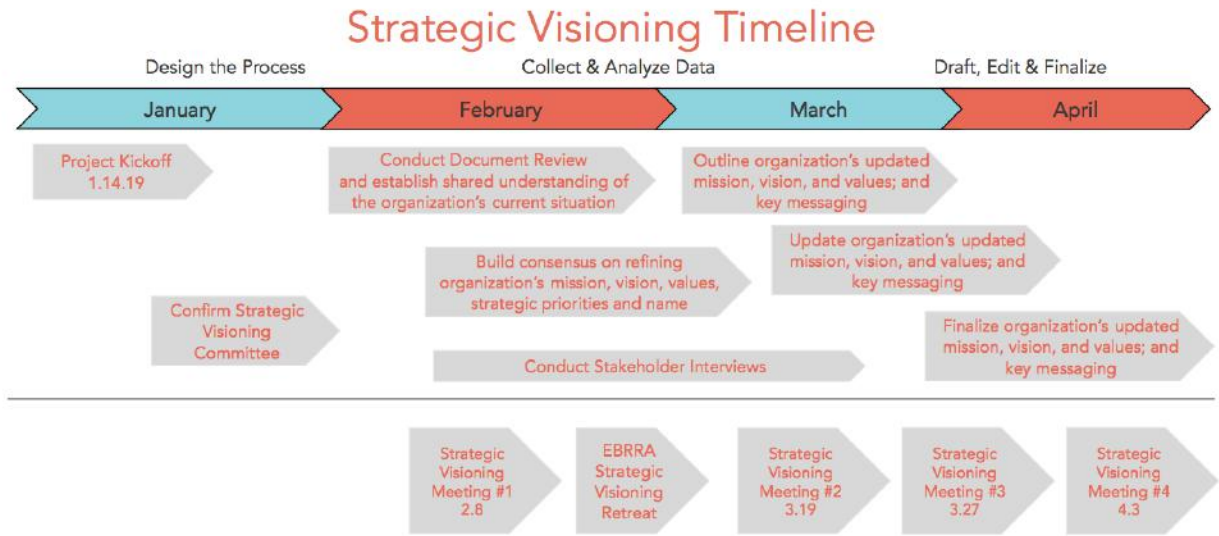 Strategic Visioning Timeline
Design the Process
Collect & Analyze Data
Draft, Edit & Finalize
January
February
March
April
Project Kickoff
1.14.19
Conduct Document Review
and establish shared understanding of
the organization's current situation
Outline organization's updated
mission, vision, and values; and
key messaging
Build consensus on refining
organization's mission, vision, values,
strategic priorities and name
Update organization's updated
mission, vision, and values; and
key messaging
Confirm Strategic
Visioning
Committee
Conduct Stakeholder Interviews
Finalize organization's updated
mission, vision, and values; and
key messaging
Strategic
Visioning
Meeting #1
2.8
EBRRA
Strategic
Visioning
Retreat
Strategic
Visioning
Meeting #2
3.19
Strategic
Visioning
Meeting #3
3.27
Strategic
Visioning
Meeting #4
4.3